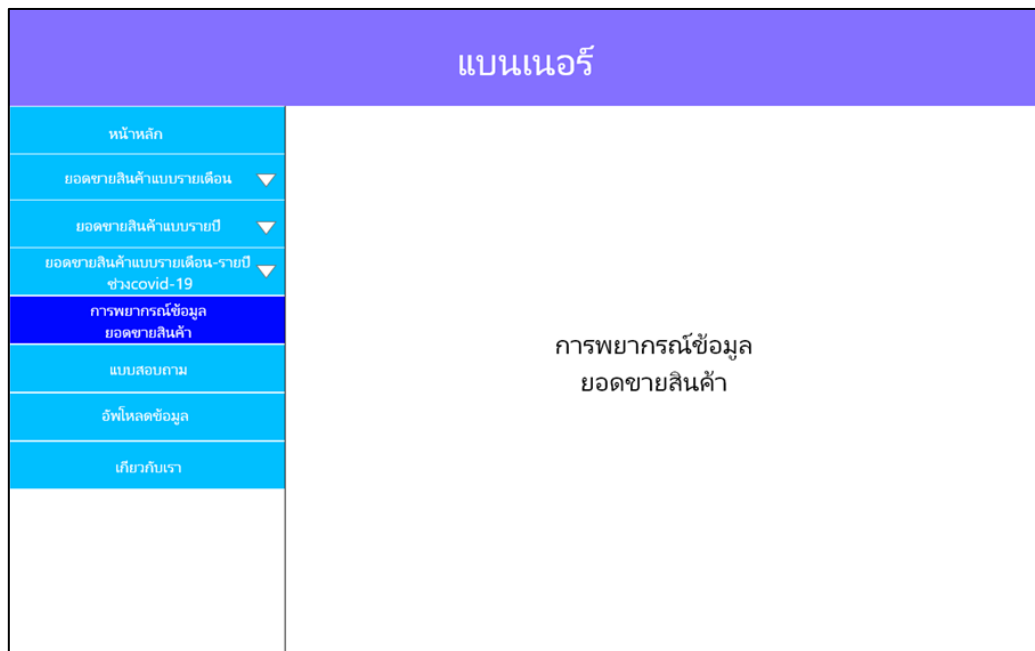 แบนเนอร์
หน้าหลัก
ยอดขายสินค้าแบบรายเดือน
ยอดขายสินค้าแบบรายปี
ยอดขายสินค้าแบบรายเดือน-รายปี
ช่วงcovid-19
การพยากรณ์ข้อมูล
ยอดขายสินค้า
แบบสอบถาม
อัพโหลดข้อมูล
เกียวกับเรา
การพยากรณ์ข้อมูล
ยอดขายสินค้า